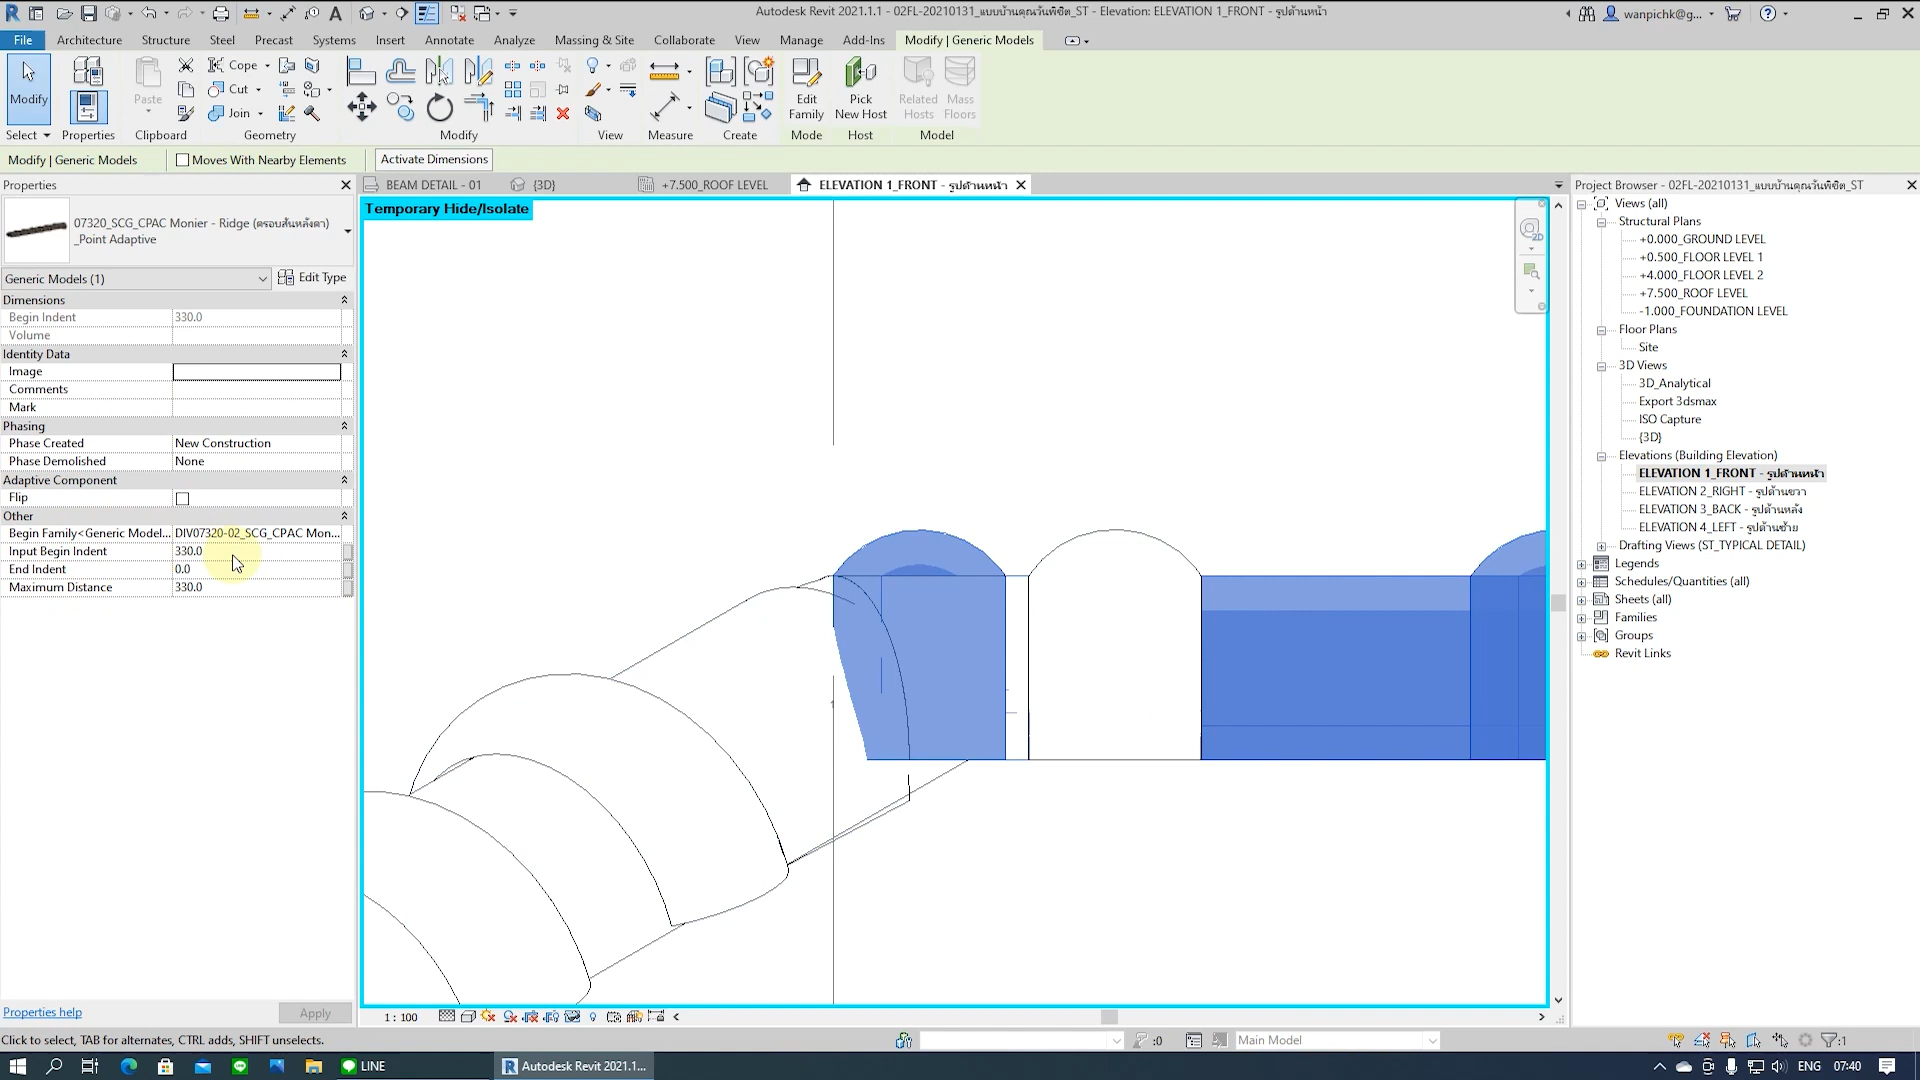 Autodesk Revit 2021.1.1 - 02FL-20210131_แบบบ้านคุณวันพิชิต_ST - Elevation: ELEVATION 1_FRONT - รูปด้านหน้า
wanpichk@g...
File Architecture Structure Steel Precast Systems Insert Annotate Analyze Massing & Site Collaborate View Manage Add-Ins Modify | Generic Models
Modify
Paste
Cope
Cut
Join
Edit Family
Pick New Host
Related Hosts
Mass Floors
Select Properties Clipboard Geometry Modify View Measure Create Mode Host Model
Modify | Generic Models Moves With Nearby Elements Activate Dimensions
Properties
BEAM DETAIL - 01 {3D} +7.500_ROOF LEVEL ELEVATION 1_FRONT - รูปด้านหน้า
Project Browser - 02FL-20210131_แบบบ้านคุณวันพิชิต_ST
Temporary Hide/Isolate
2D
07320_SCG_CPAC Monier - Ridge (ครอบสันหลังคา)
_Point Adaptive
Generic Models (1) Edit Type
Dimensions
Begin Indent 330.0
Volume
Identity Data
Image
Comments
Mark
Phasing
Phase Created New Construction
Phase Demolished None
Adaptive Component
Flip
Other
Begin Family<Generic Model... DIV07320-02_SCG_CPAC Mon...
Input Begin Indent 330.0
End Indent 0.0
Maximum Distance 330.0
1
Views (all)
Structural Plans
+0.000_GROUND LEVEL
+0.500_FLOOR LEVEL 1
+4.000_FLOOR LEVEL 2
+7.500_ROOF LEVEL
-1.000_FOUNDATION LEVEL
Floor Plans
Site
3D Views
3D_Analytical
Export 3dsmax
ISO Capture
{3D}
Elevations (Building Elevation)
ELEVATION 1_FRONT - รูปด้านหน้า
ELEVATION 2_RIGHT - รูปด้านขวา
ELEVATION 3_BACK - รูปด้านหลัง
ELEVATION 4_LEFT - รูปด้านซ้าย
Drafting Views (ST_TYPICAL DETAIL)
Legends
Schedules/Quantities (all)
Sheets (all)
Families
Groups
Revit Links
Properties help Apply
1 : 100
Click to select, TAB for alternates, CTRL adds, SHIFT unselects.
:0 Main Model :1
LINE Autodesk Revit 2021.1... ENG 07:40